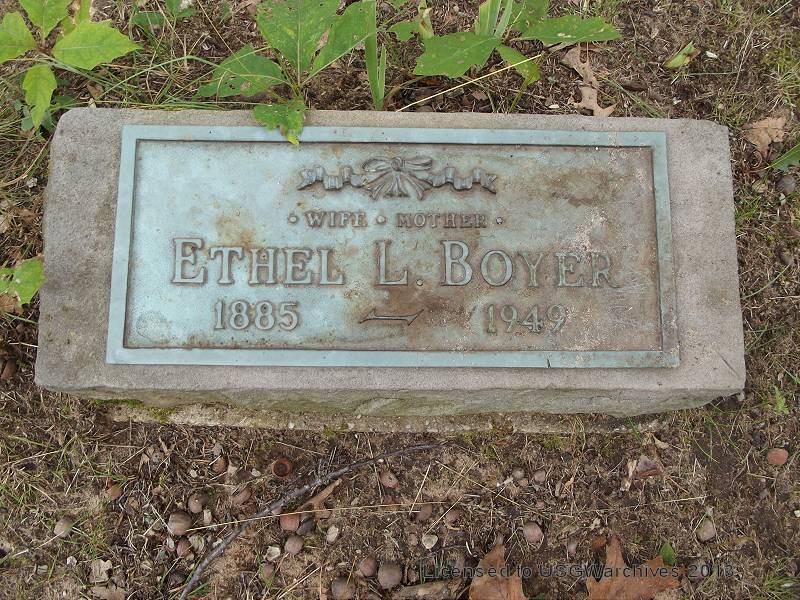 • WIFE • MOTHER •
ETHEL L. BOYER
1885 — 1949
Licensed to USGWarchives 2018